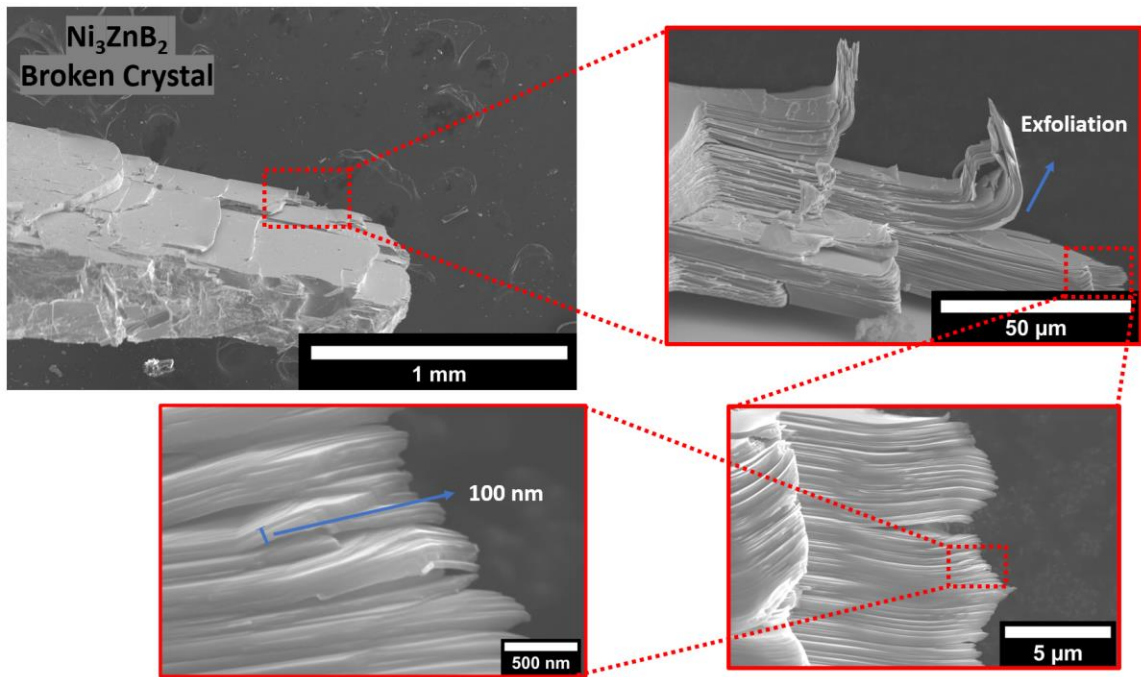 Ni₃ZnB₂
Broken Crystal
1 mm
Exfoliation
50 µm
100 nm
500 nm
5 µm